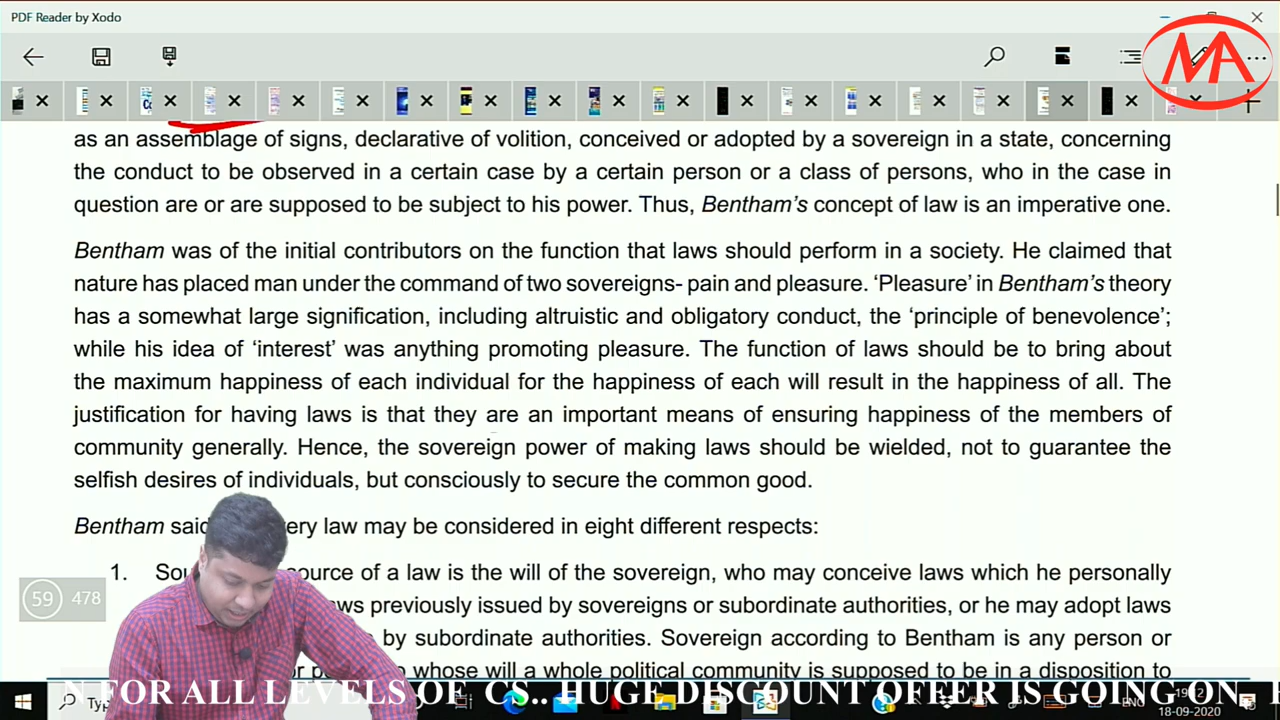 PDF Reader by Xodo
MA
as an assemblage of signs, declarative of volition, conceived or adopted by a sovereign in a state, concerning
the conduct to be observed in a certain case by a certain person or a class of persons, who in the case in
question are or are supposed to be subject to his power. Thus, Bentham's concept of law is an imperative one.
Bentham was of the initial contributors on the function that laws should perform in a society. He claimed that
nature has placed man under the command of two sovereigns- pain and pleasure. 'Pleasure' in Bentham's theory
has a somewhat large signification, including altruistic and obligatory conduct, the 'principle of benevolence';
while his idea of 'interest' was anything promoting pleasure. The function of laws should be to bring about
the maximum happiness of each individual for the happiness of each will result in the happiness of all. The
justification for having laws is that they are an important means of ensuring happiness of the members of
community generally. Hence, the sovereign power of making laws should be wielded, not to guarantee the
selfish desires of individuals, but consciously to secure the common good.
Bentham said ery law may be considered in eight different respects:
1. Sou ource of a law is the will of the sovereign, who may conceive laws which he personally
59 478
ws previously issued by sovereigns or subordinate authorities, or he may adopt laws
by subordinate authorities. Sovereign according to Bentham is any person or
whose will a whole political community is supposed to be in a disposition to
N FOR ALL LEVELS OF CS.. HUGE DISCOUNT OFFER IS GOING ON
ENG
18-09-2020